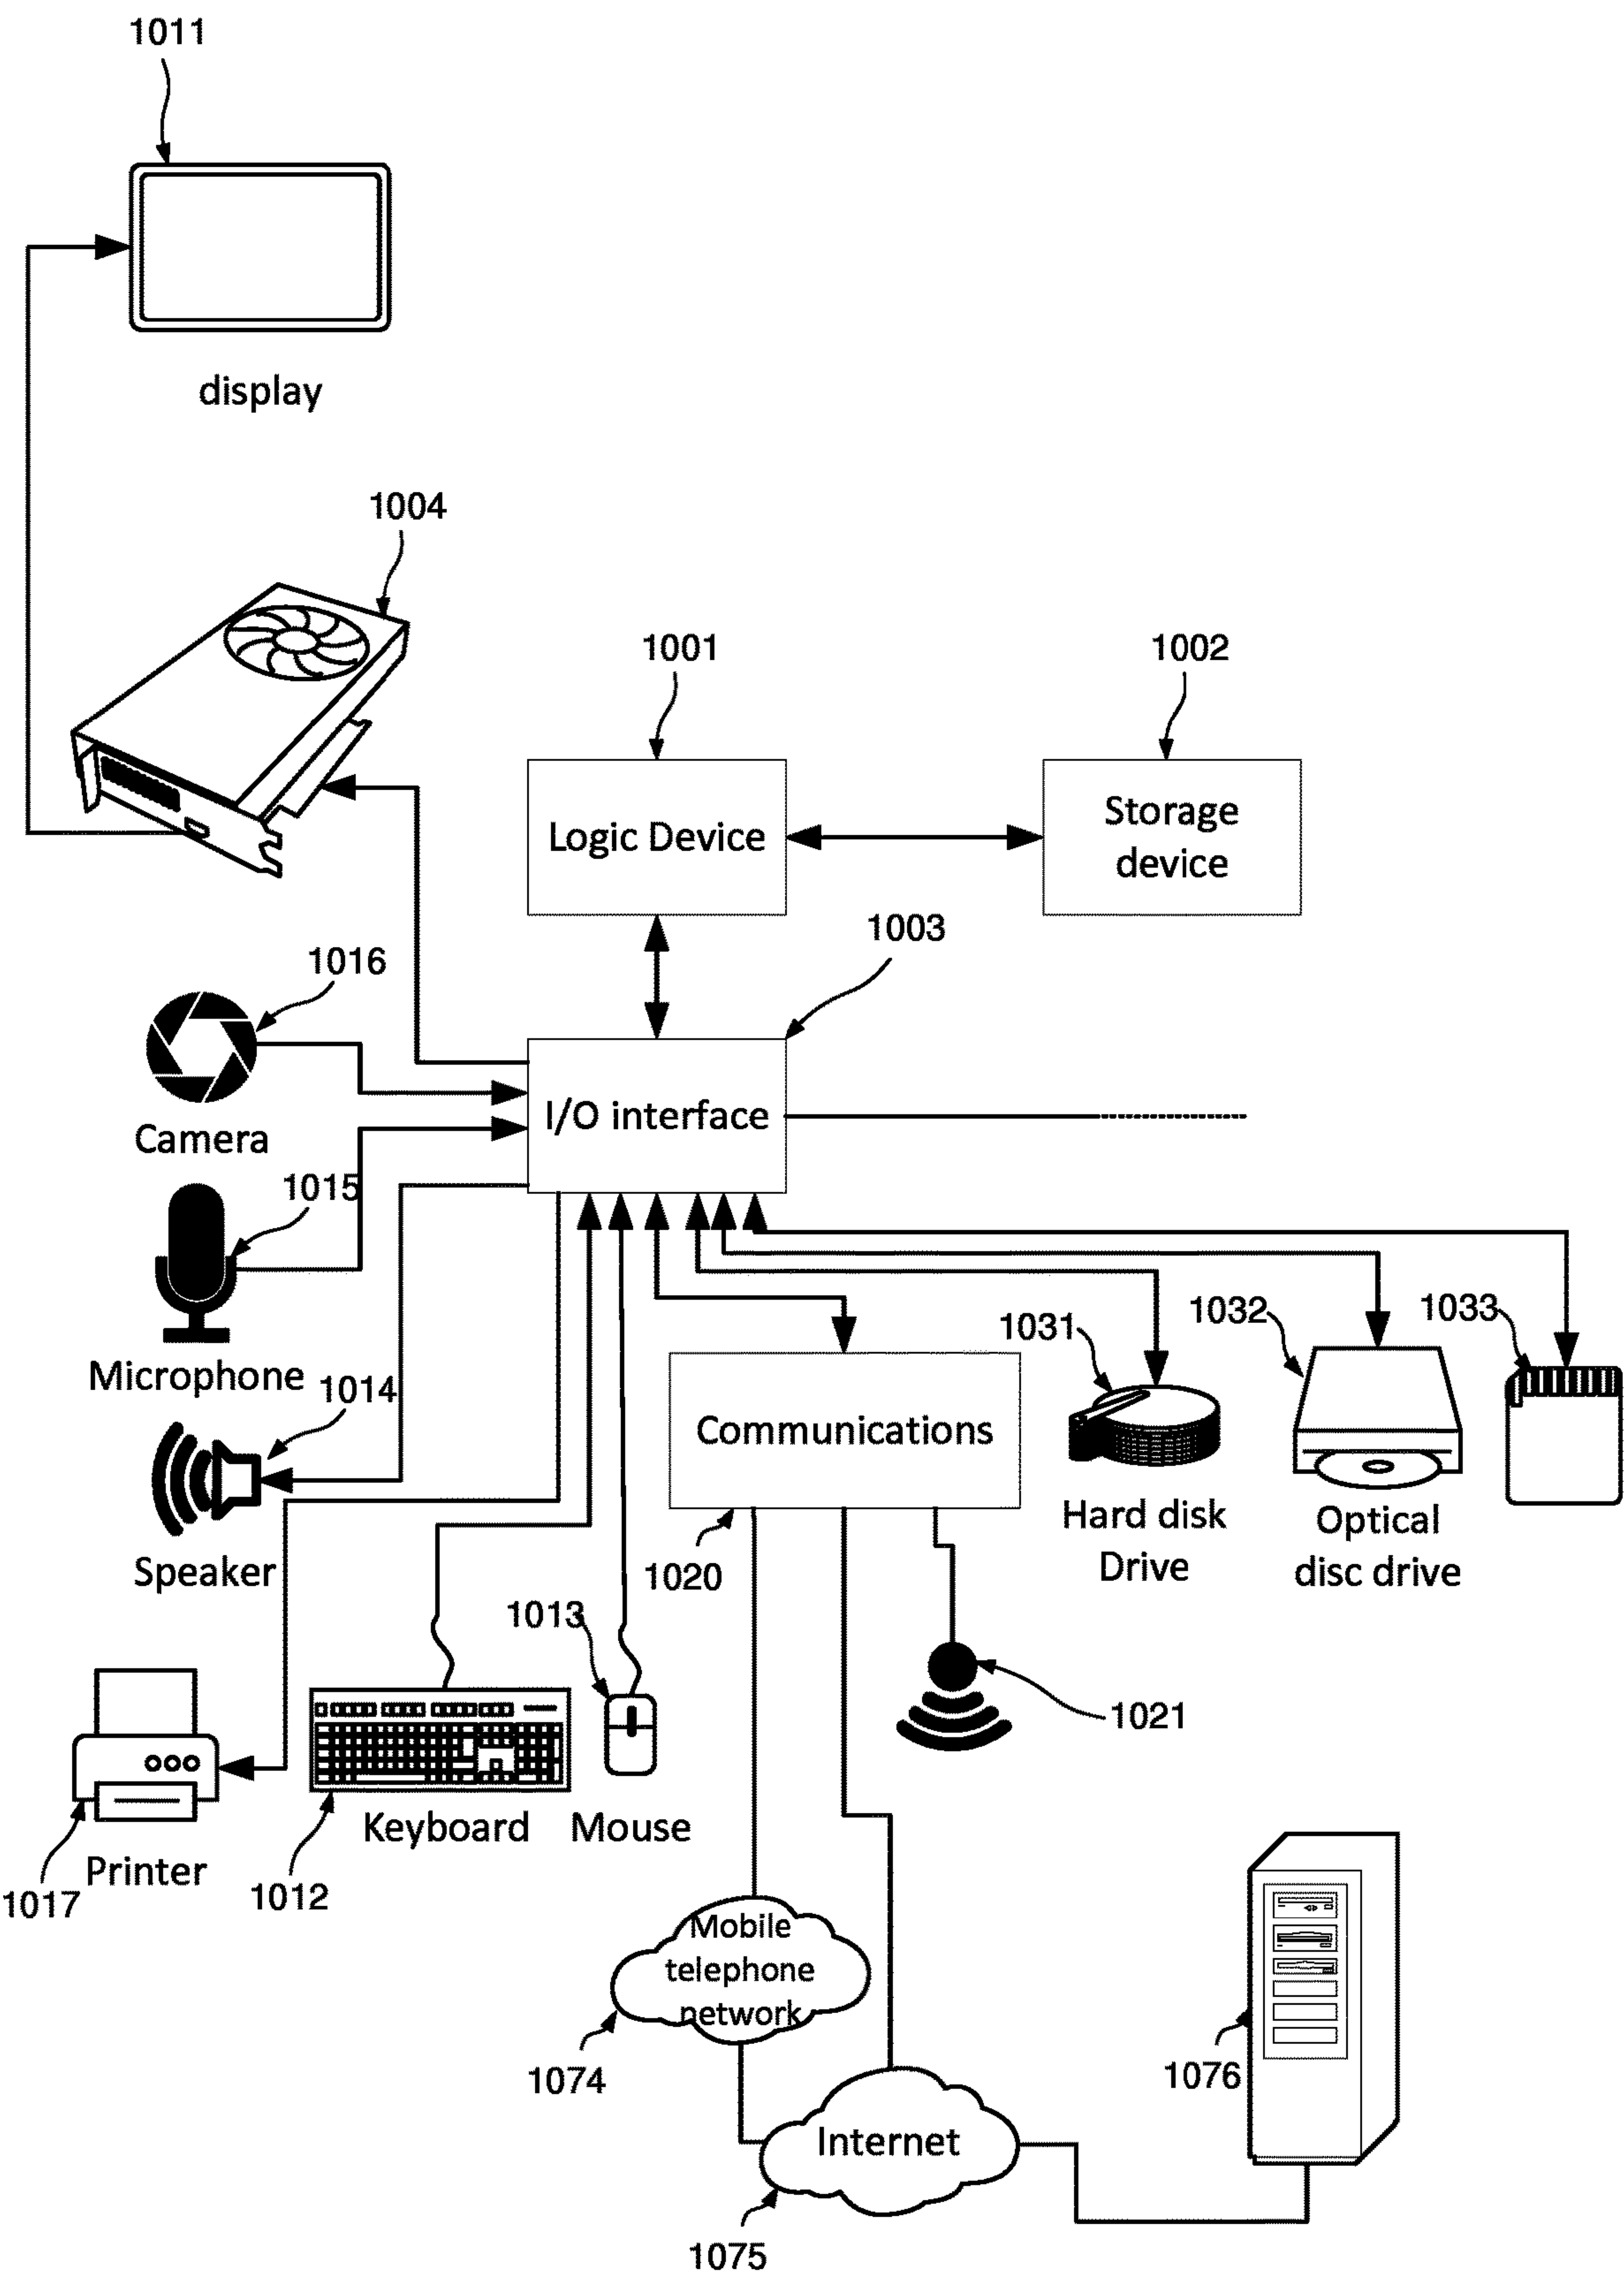 1011
display
1004
1001
1002
Logic Device
Storage
device
1003
1016
I/O interface
Camera
1015
Microphone
1014
Speaker
1031
1032
1033
Communications
Hard disk
Drive
Optical
disc drive
1020
1013
1021
Keyboard
Mouse
Printer
1017
1012
Mobile
telephone
network
1074
1076
Internet
1075